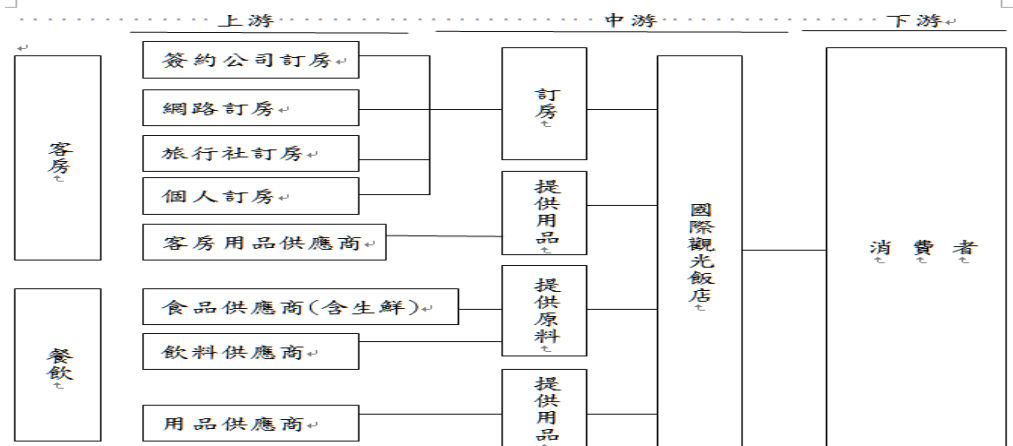 上游 中游 下游
客房
簽約公司訂房
網路訂房
旅行社訂房
個人訂房
客房用品供應商
訂房
提供用品
餐飲
食品供應商(含生鮮)
飲料供應商
用品供應商
提供原料
提供用品
國際觀光飯店
消費者